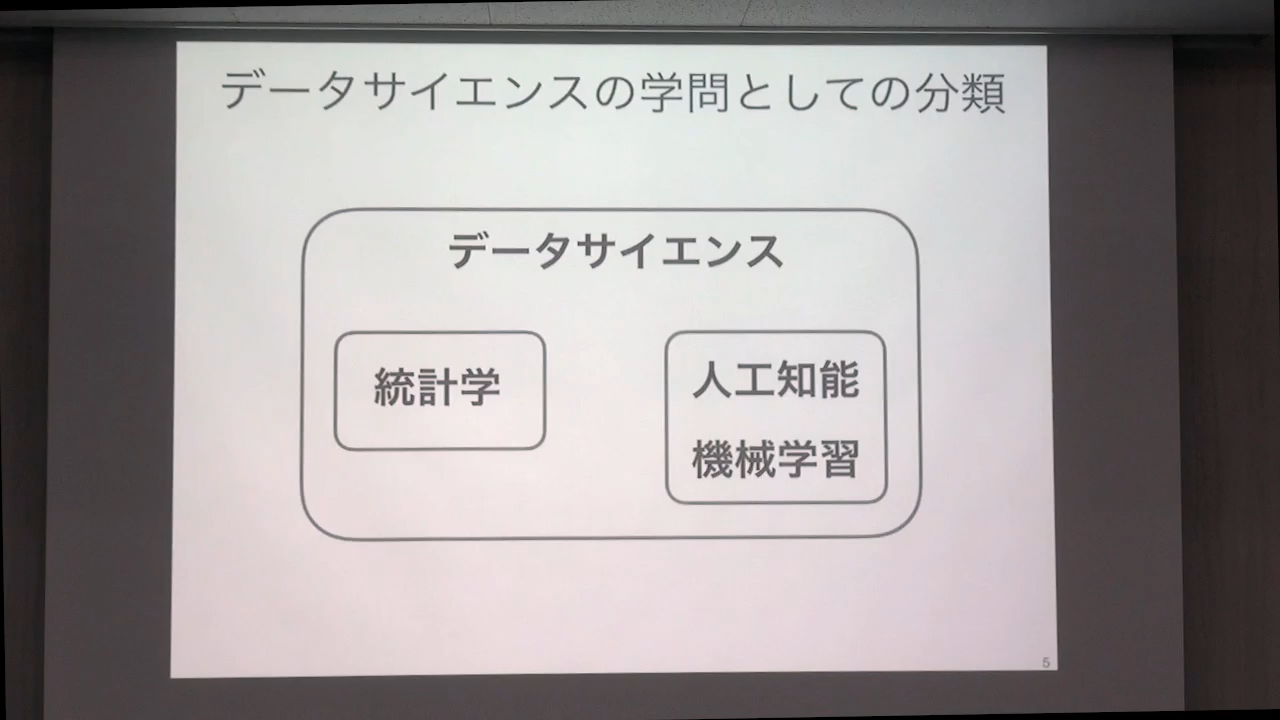 データサイエンスの学問としての分類
データサイエンス
統計学
人工知能
機械学習
5